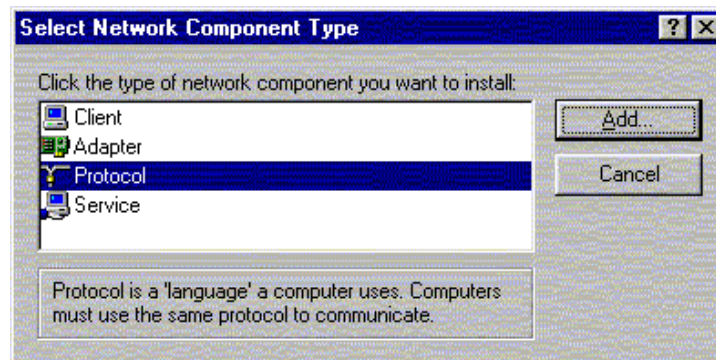 Select Network Component Type
Click the type of network component you want to install:
Client
Adapter
Protocol
Service
Add...
Cancel
Protocol is a 'language' a computer uses. Computers
must use the same protocol to communicate.